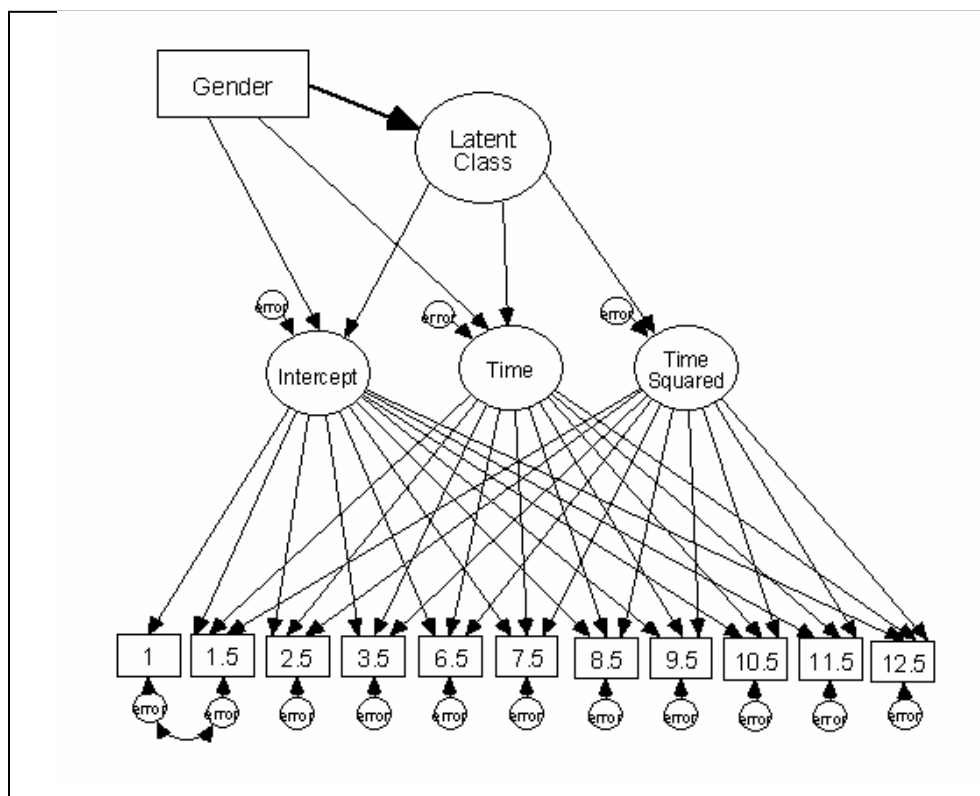 Gender
Latent
Class
error
error
error
Intercept
Time
Time
Squared
1
1.5
2.5
3.5
6.5
7.5
8.5
9.5
10.5
11.5
12.5
error
error
error
error
error
error
error
error
error
error
error